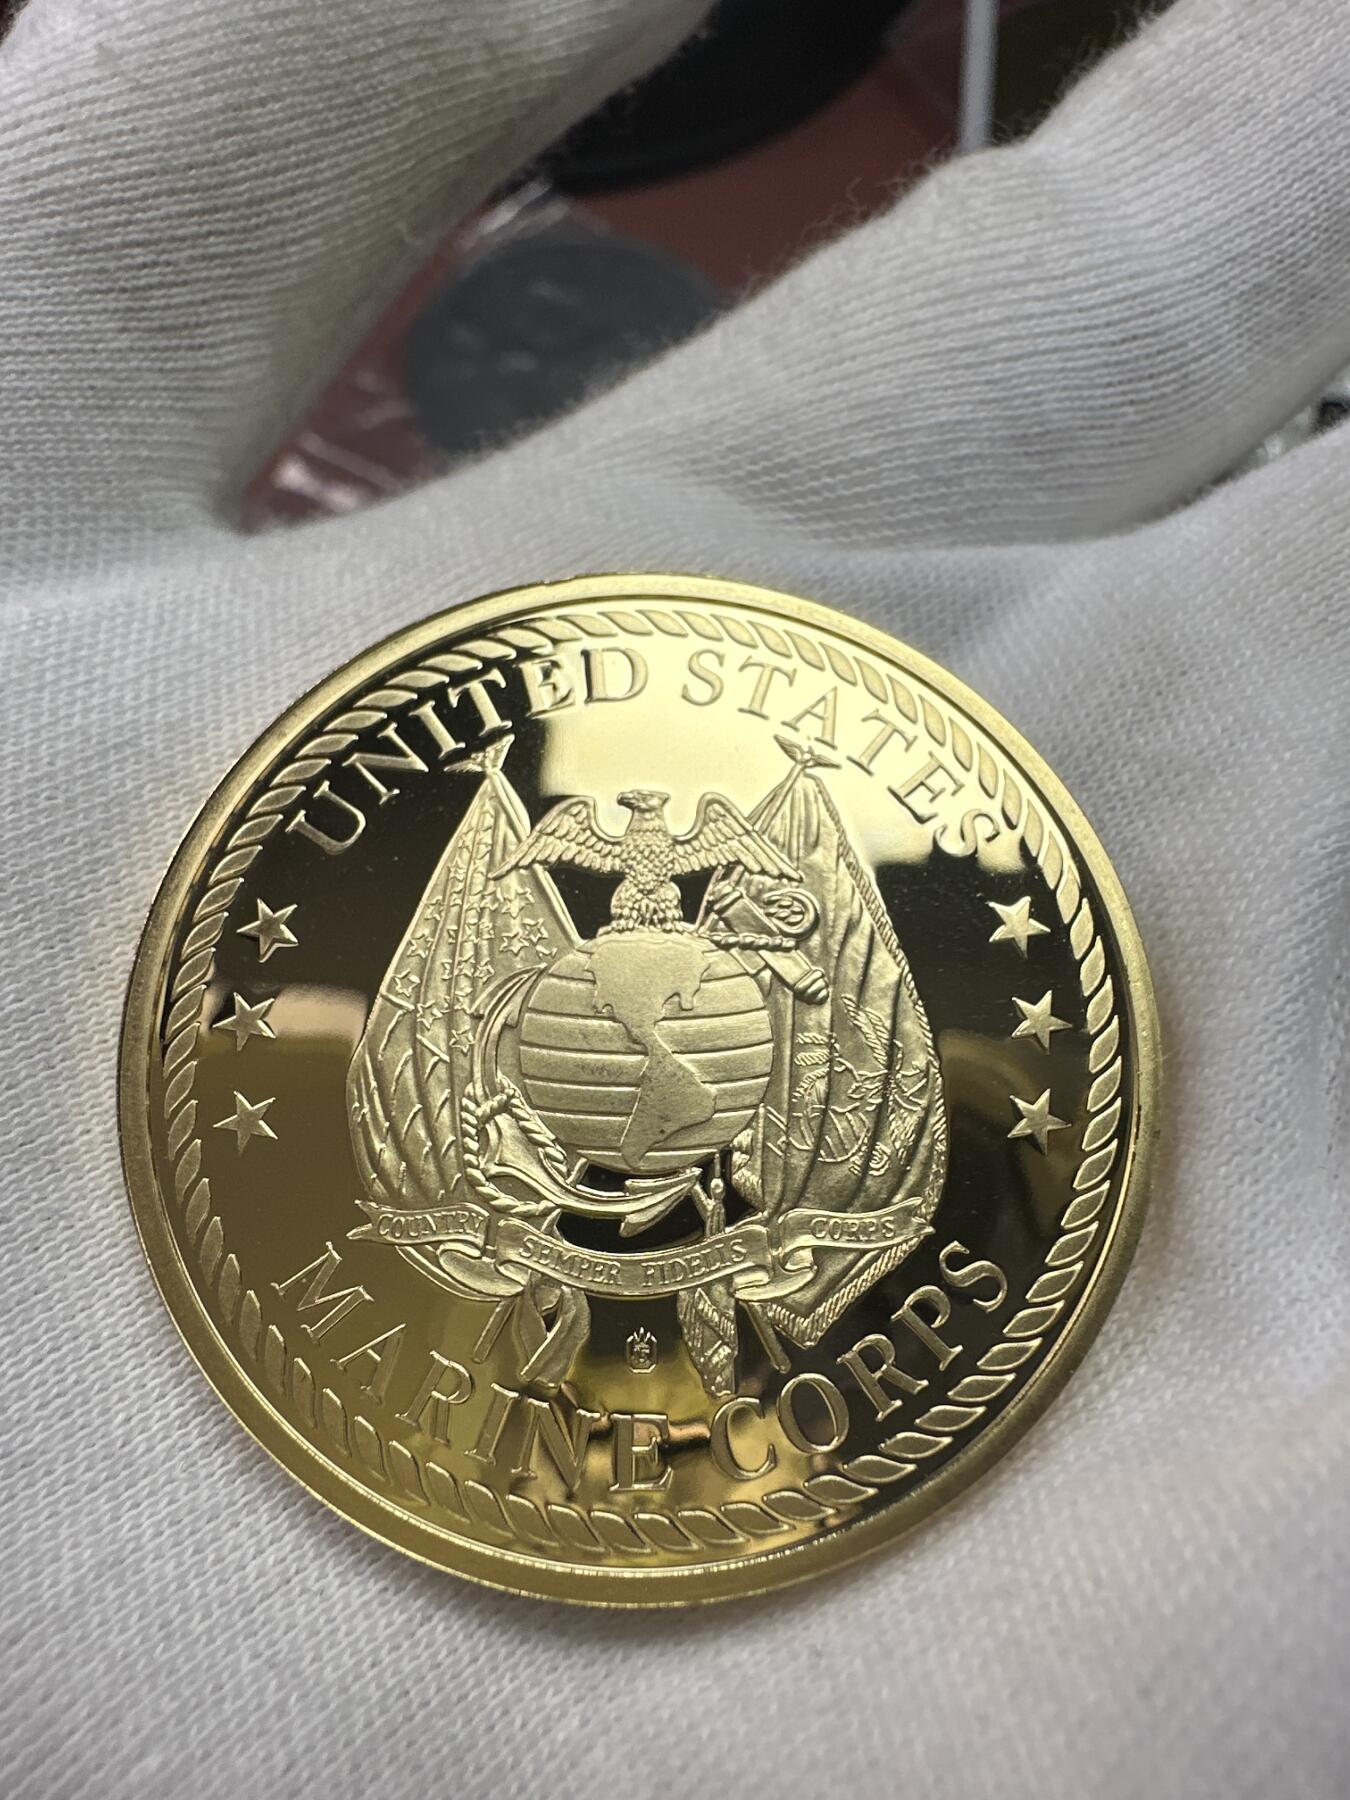 UNITED STATES
COUNTRY
SEMPER FIDELIS
CORPS
MARINE CORPS